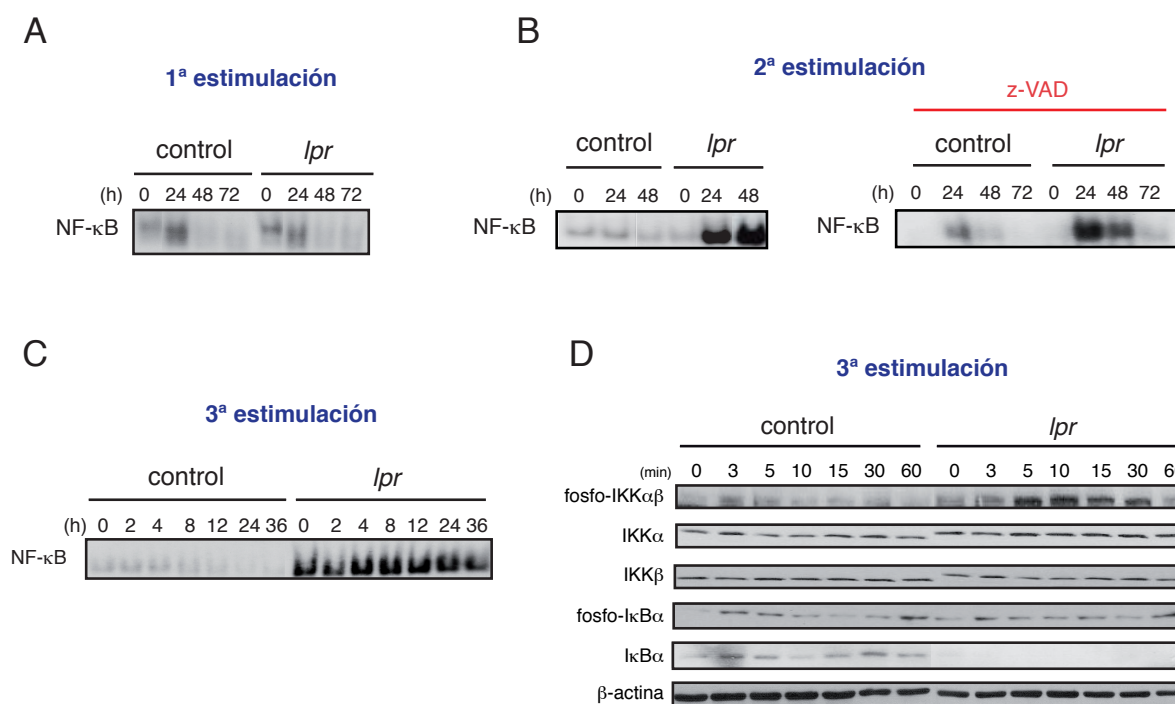 A
1ª estimulación
control lpr
(h) 0 24 48 72 0 24 48 72
NF-κB
B
2ª estimulación
z-VAD
control lpr
(h) 0 24 48 0 24 48
NF-κB
control lpr
(h) 0 24 48 72 0 24 48 72
NF-κB
C
3ª estimulación
control lpr
(h) 0 2 4 8 12 24 36 0 2 4 8 12 24 36
NF-κB
D
3ª estimulación
control lpr
(min) 0 3 5 10 15 30 60 0 3 5 10 15 30 60
fosfo-IKKαβ
IKKα
IKKβ
fosfo-IκBα
IκBα
β-actina